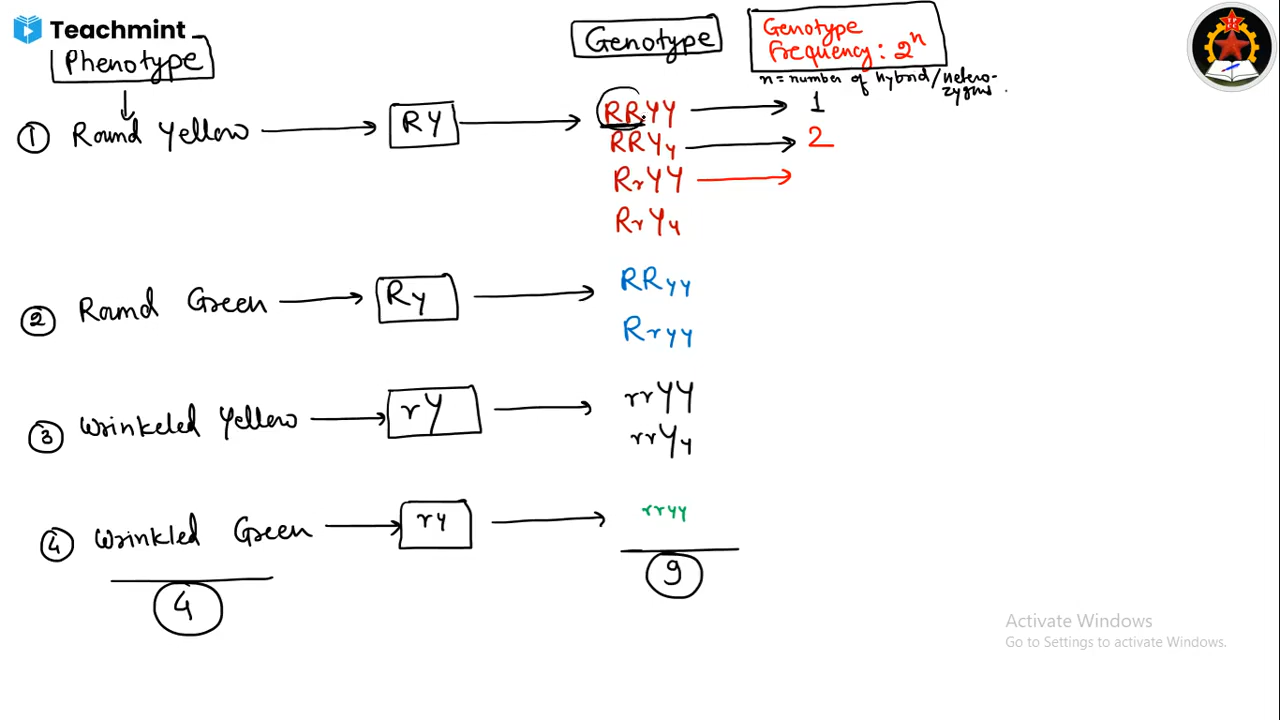 Teachmint
Phenotype
Genotype
Genotype
Frequency: 2ⁿ
n = number of hybrid/hetero-
zygous.
① Round Yellow → RY → RRYY → 1
RRYy → 2
RrYY →
RrYy
② Round Green → Ry → RRyy
Rryy
③ Wrinkeled Yellow → rY → rrYY
rrYy
④ Wrinkled Green → ry → rryy
4
9
Activate Windows
Go to Settings to activate Windows.